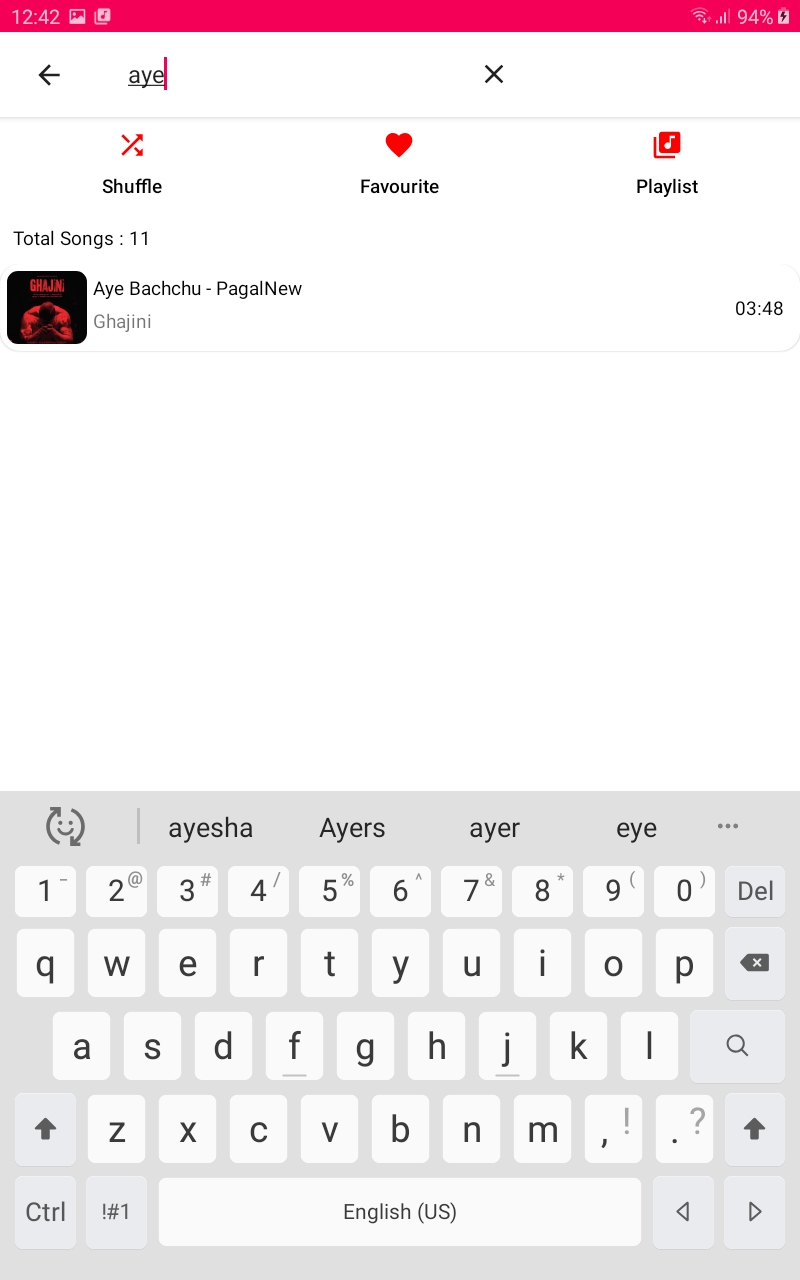 12:42 94%
aye
Shuffle Favourite Playlist
Total Songs : 11
GHAJINI
Aye Bachchu - PagalNew
Ghajini
03:48
ayesha Ayers ayer eye ...
1 - 2 @ 3 # 4 / 5 % 6 ^ 7 & 8 * 9 ( 0 ) Del
q w e r t y u i o p
a s d f g h j k l
z x c v b n m , ! . ?
Ctrl !#1 English (US)